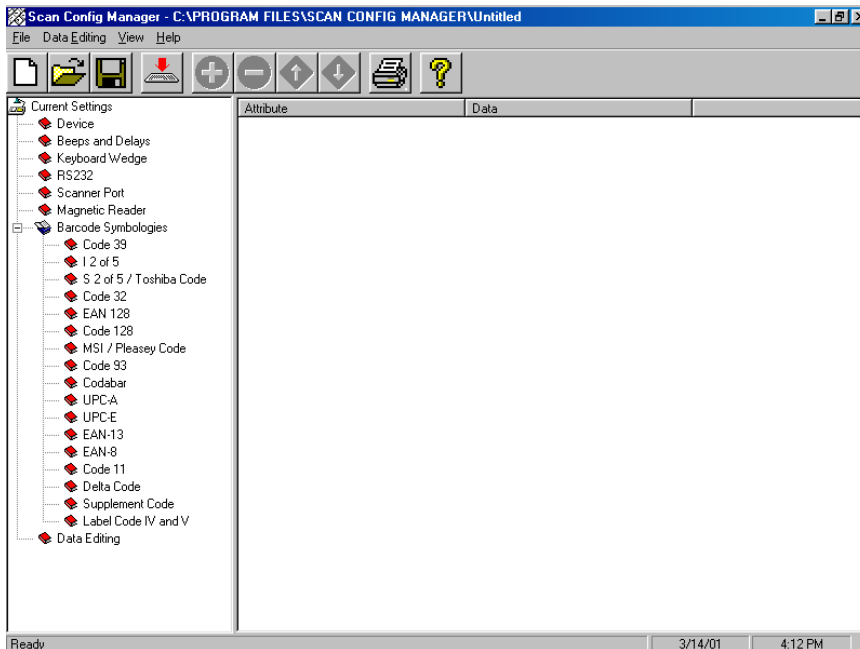 Scan Config Manager - C:\PROGRAM FILES\SCAN CONFIG MANAGER\Untitled
File Data Editing View Help
Current Settings
Attribute Data
Device
Beeps and Delays
Keyboard Wedge
RS232
Scanner Port
Magnetic Reader
Barcode Symbologies
Code 39
I 2 of 5
S 2 of 5 / Toshiba Code
Code 32
EAN 128
Code 128
MSI / Pleasey Code
Code 93
Codabar
UPC-A
UPC-E
EAN-13
EAN-8
Code 11
Delta Code
Supplement Code
Label Code IV and V
Data Editing
Ready 3/14/01 4:12 PM